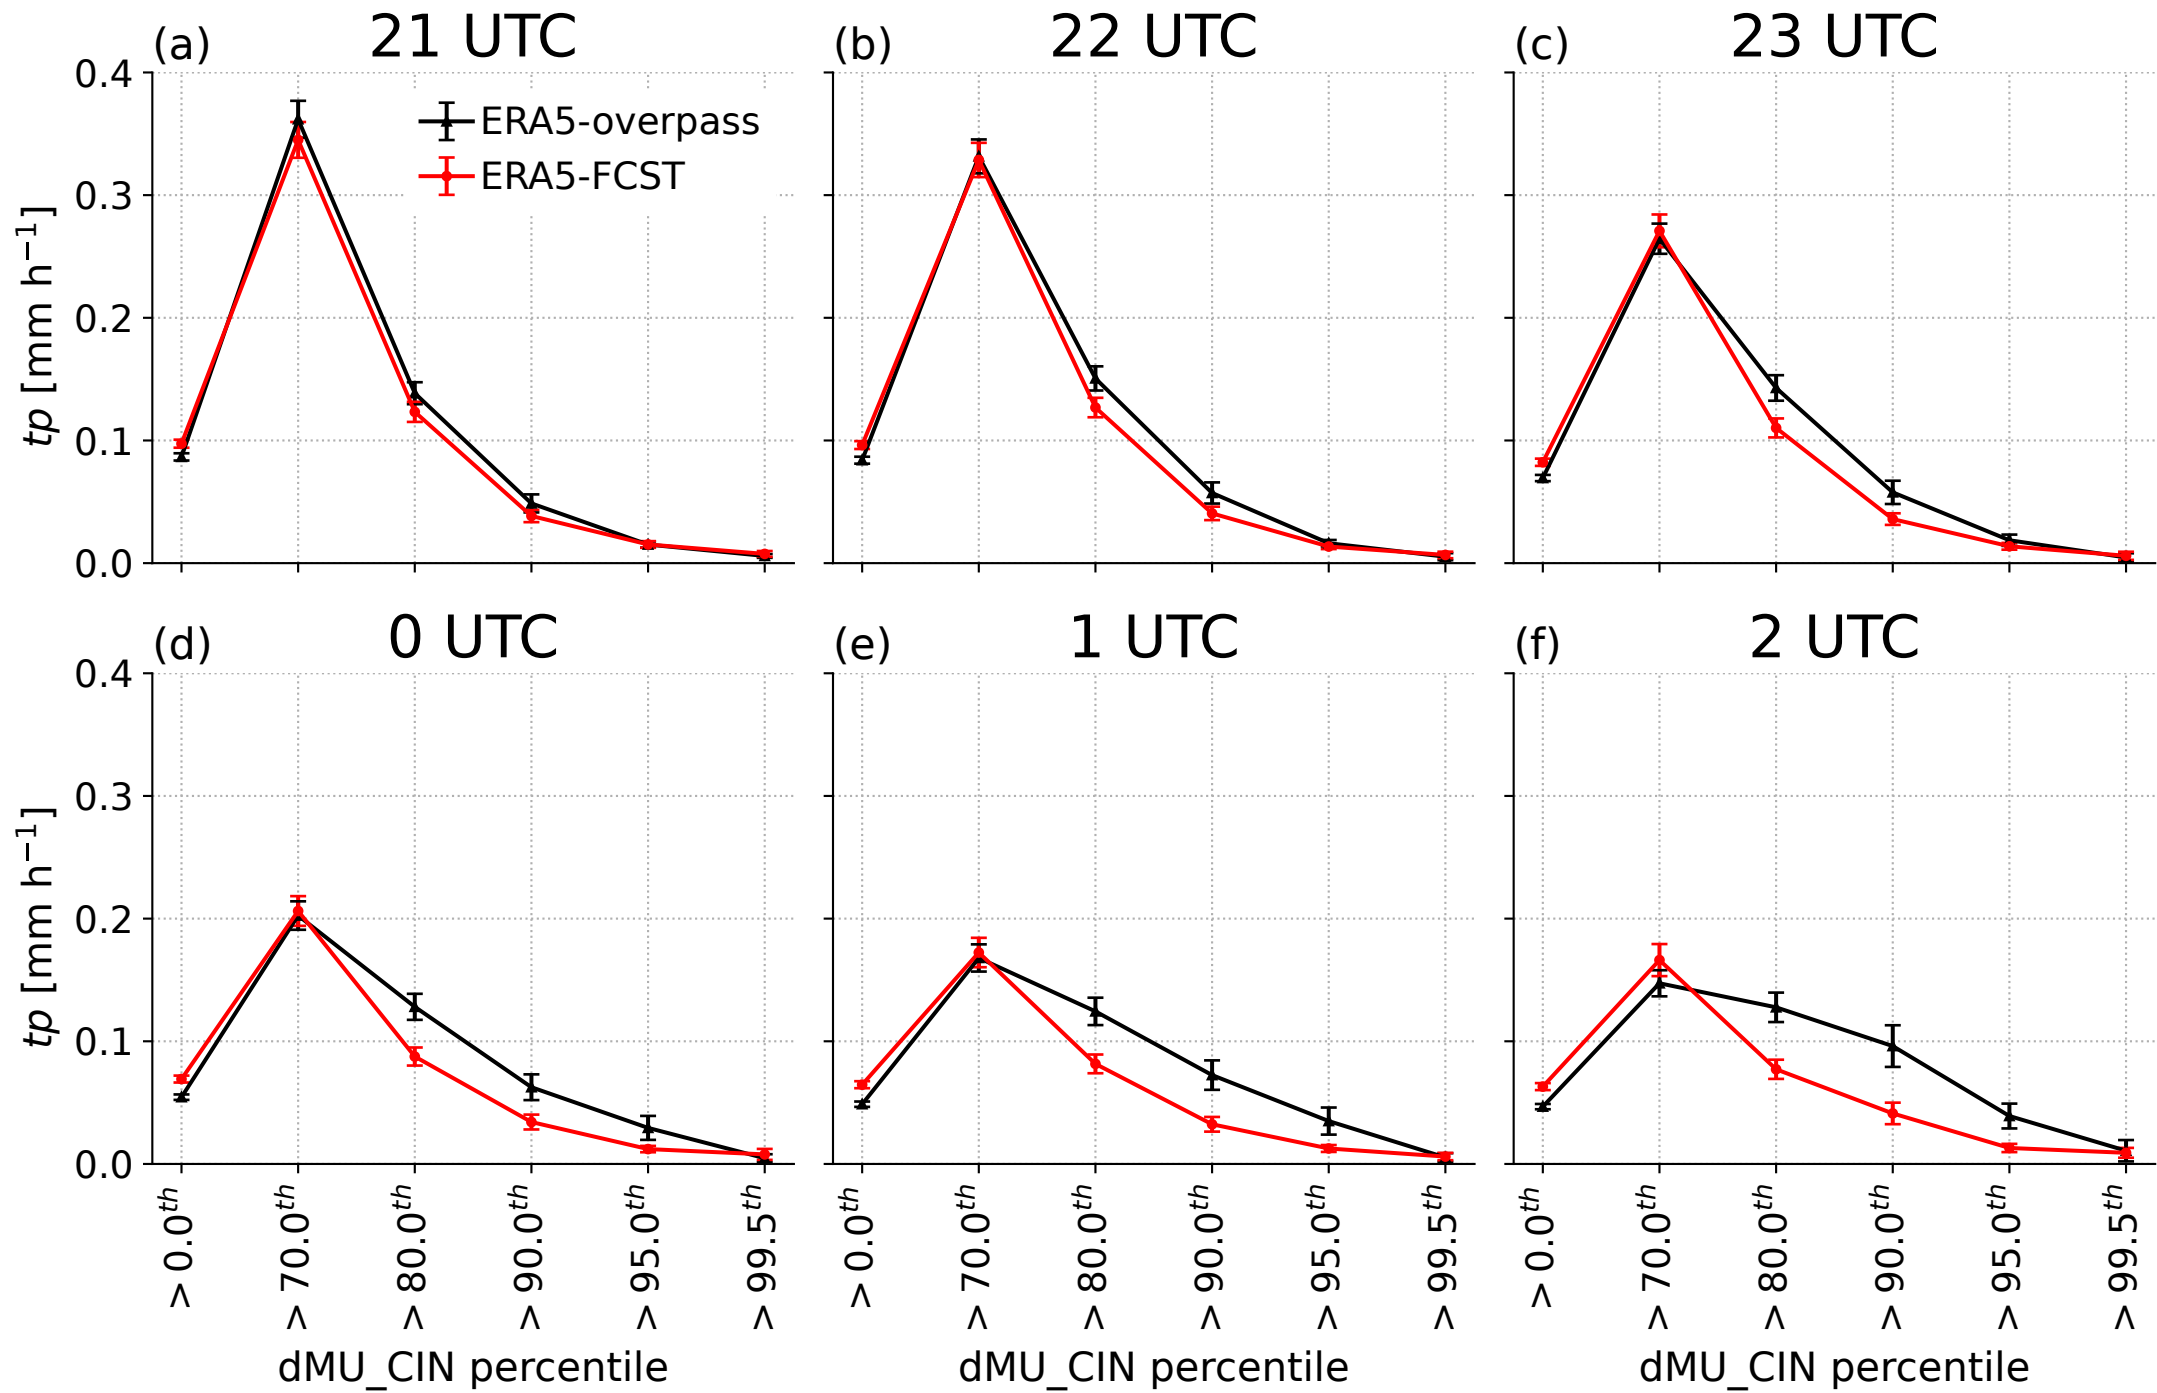 (a) 21 UTC
(b) 22 UTC
(c) 23 UTC
0.4
0.3
0.2
0.1
0.0
tp [mm h⁻¹]
ERA5-overpass
ERA5-FCST
(d) 0 UTC
(e) 1 UTC
(f) 2 UTC
0.4
0.3
0.2
0.1
0.0
tp [mm h⁻¹]
> 0.0th
> 70.0th
> 80.0th
> 90.0th
> 95.0th
> 99.5th
> 0.0th
> 70.0th
> 80.0th
> 90.0th
> 95.0th
> 99.5th
> 0.0th
> 70.0th
> 80.0th
> 90.0th
> 95.0th
> 99.5th
dMU_CIN percentile
dMU_CIN percentile
dMU_CIN percentile